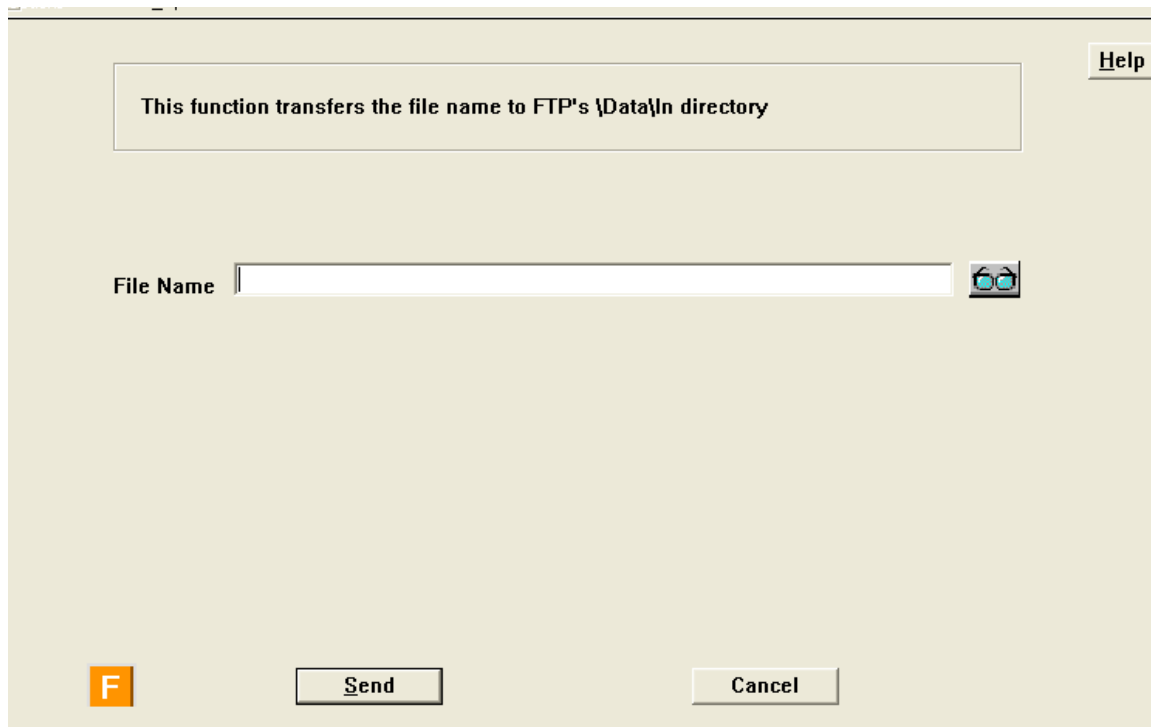 Help
This function transfers the file name to FTP's \Data\In directory
File Name
F
Send
Cancel